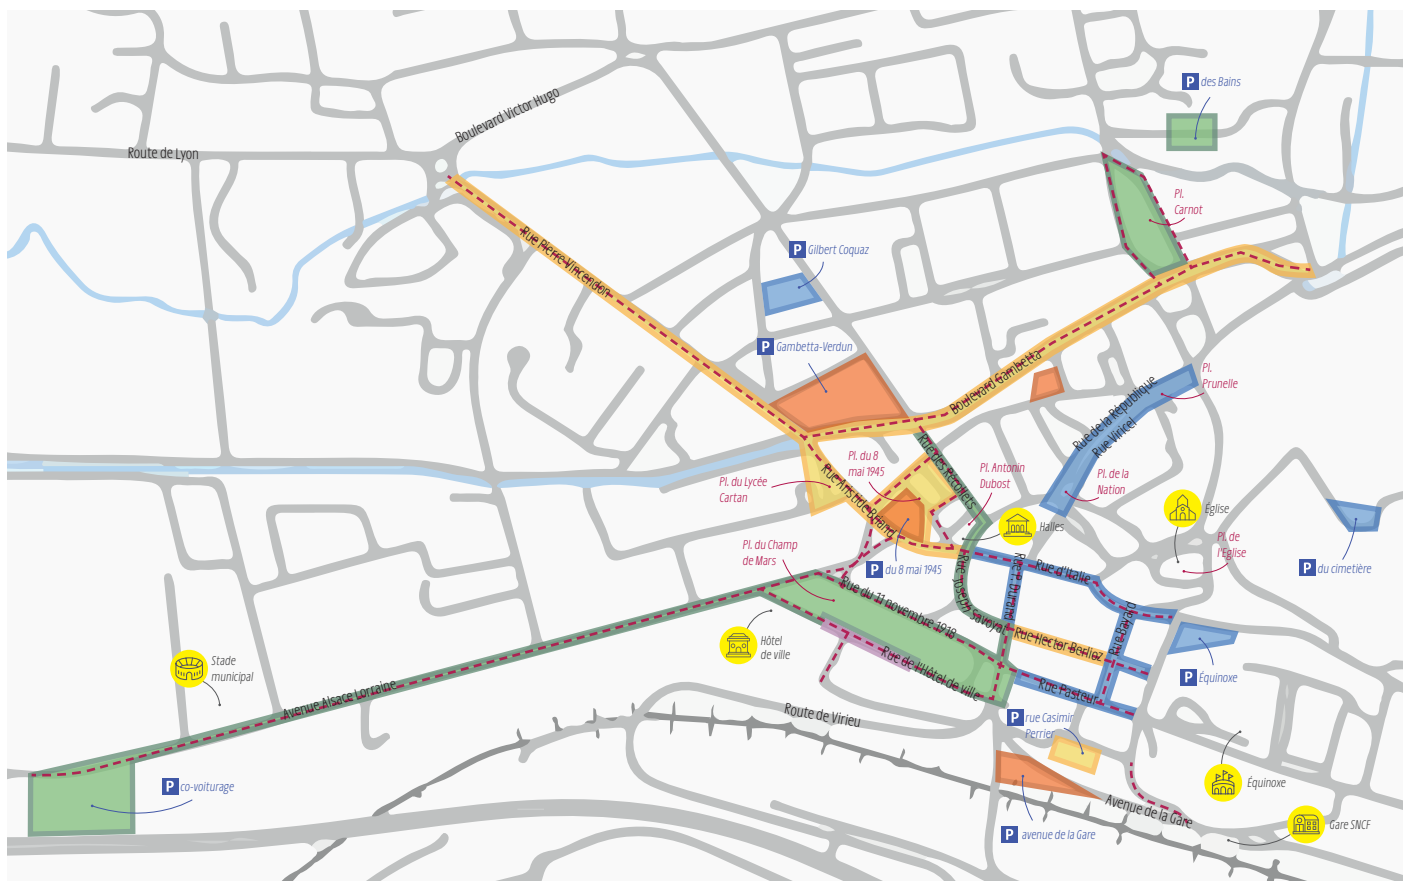 P des Bains
Boulevard Victor Hugo
Route de Lyon
Pl.
Carnot
Rue Pierre Vincendon
P Gilbert Coquaz
P Gambetta-Verdun
Boulevard Gambetta
Pl.
Prunelle
Rue de la République
Rue Viricel
Rue des Récollets
Pl. du 8
mai 1945
Pl. Antonin
Dubost
Pl. de la
Nation
Pl. du Lycée
Cartan
Rue Aristide Briand
Église
Halles
Pl. de
l'Eglise
Pl. du Champ
de Mars
P du 8 mai 1945
Rue d'Italie
P du cimetière
Rue Joseph Savoyat
Rue du 11 novembre 1918
Rue Bayard
Rue Hector Berlioz
Hôtel
de ville
Rue de l'Hôtel de ville
Stade
municipal
P Équinoxe
Rue Pasteur
Avenue Alsace Lorraine
Route de Virieu
P rue Casimir
Perrier
P co-voiturage
Équinoxe
Avenue de la Gare
Gare SNCF
P avenue de la Gare